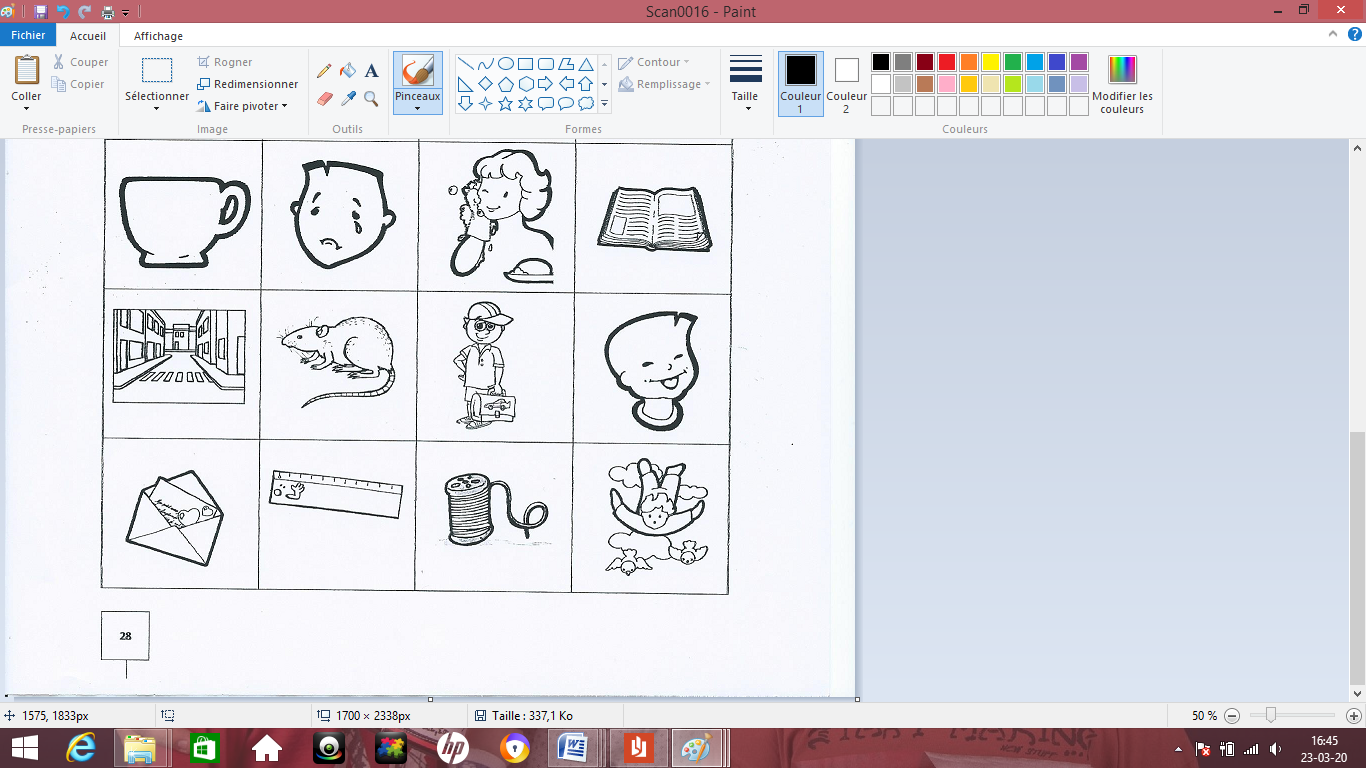 Scan0016 - Paint
Fichier
Accueil
Affichage
Coller
Couper
Copier
Presse-papiers
Sélectionner
Rogner
Redimensionner
Faire pivoter
Image
A
Outils
Pinceaux
Contour
Remplissage
Formes
Taille
Couleur
1
Couleur
2
Modifier les
couleurs
Couleurs
28
1575, 1833px
1700 × 2338px
Taille : 337,1 Ko
50 %
hp
16:45
23-03-20